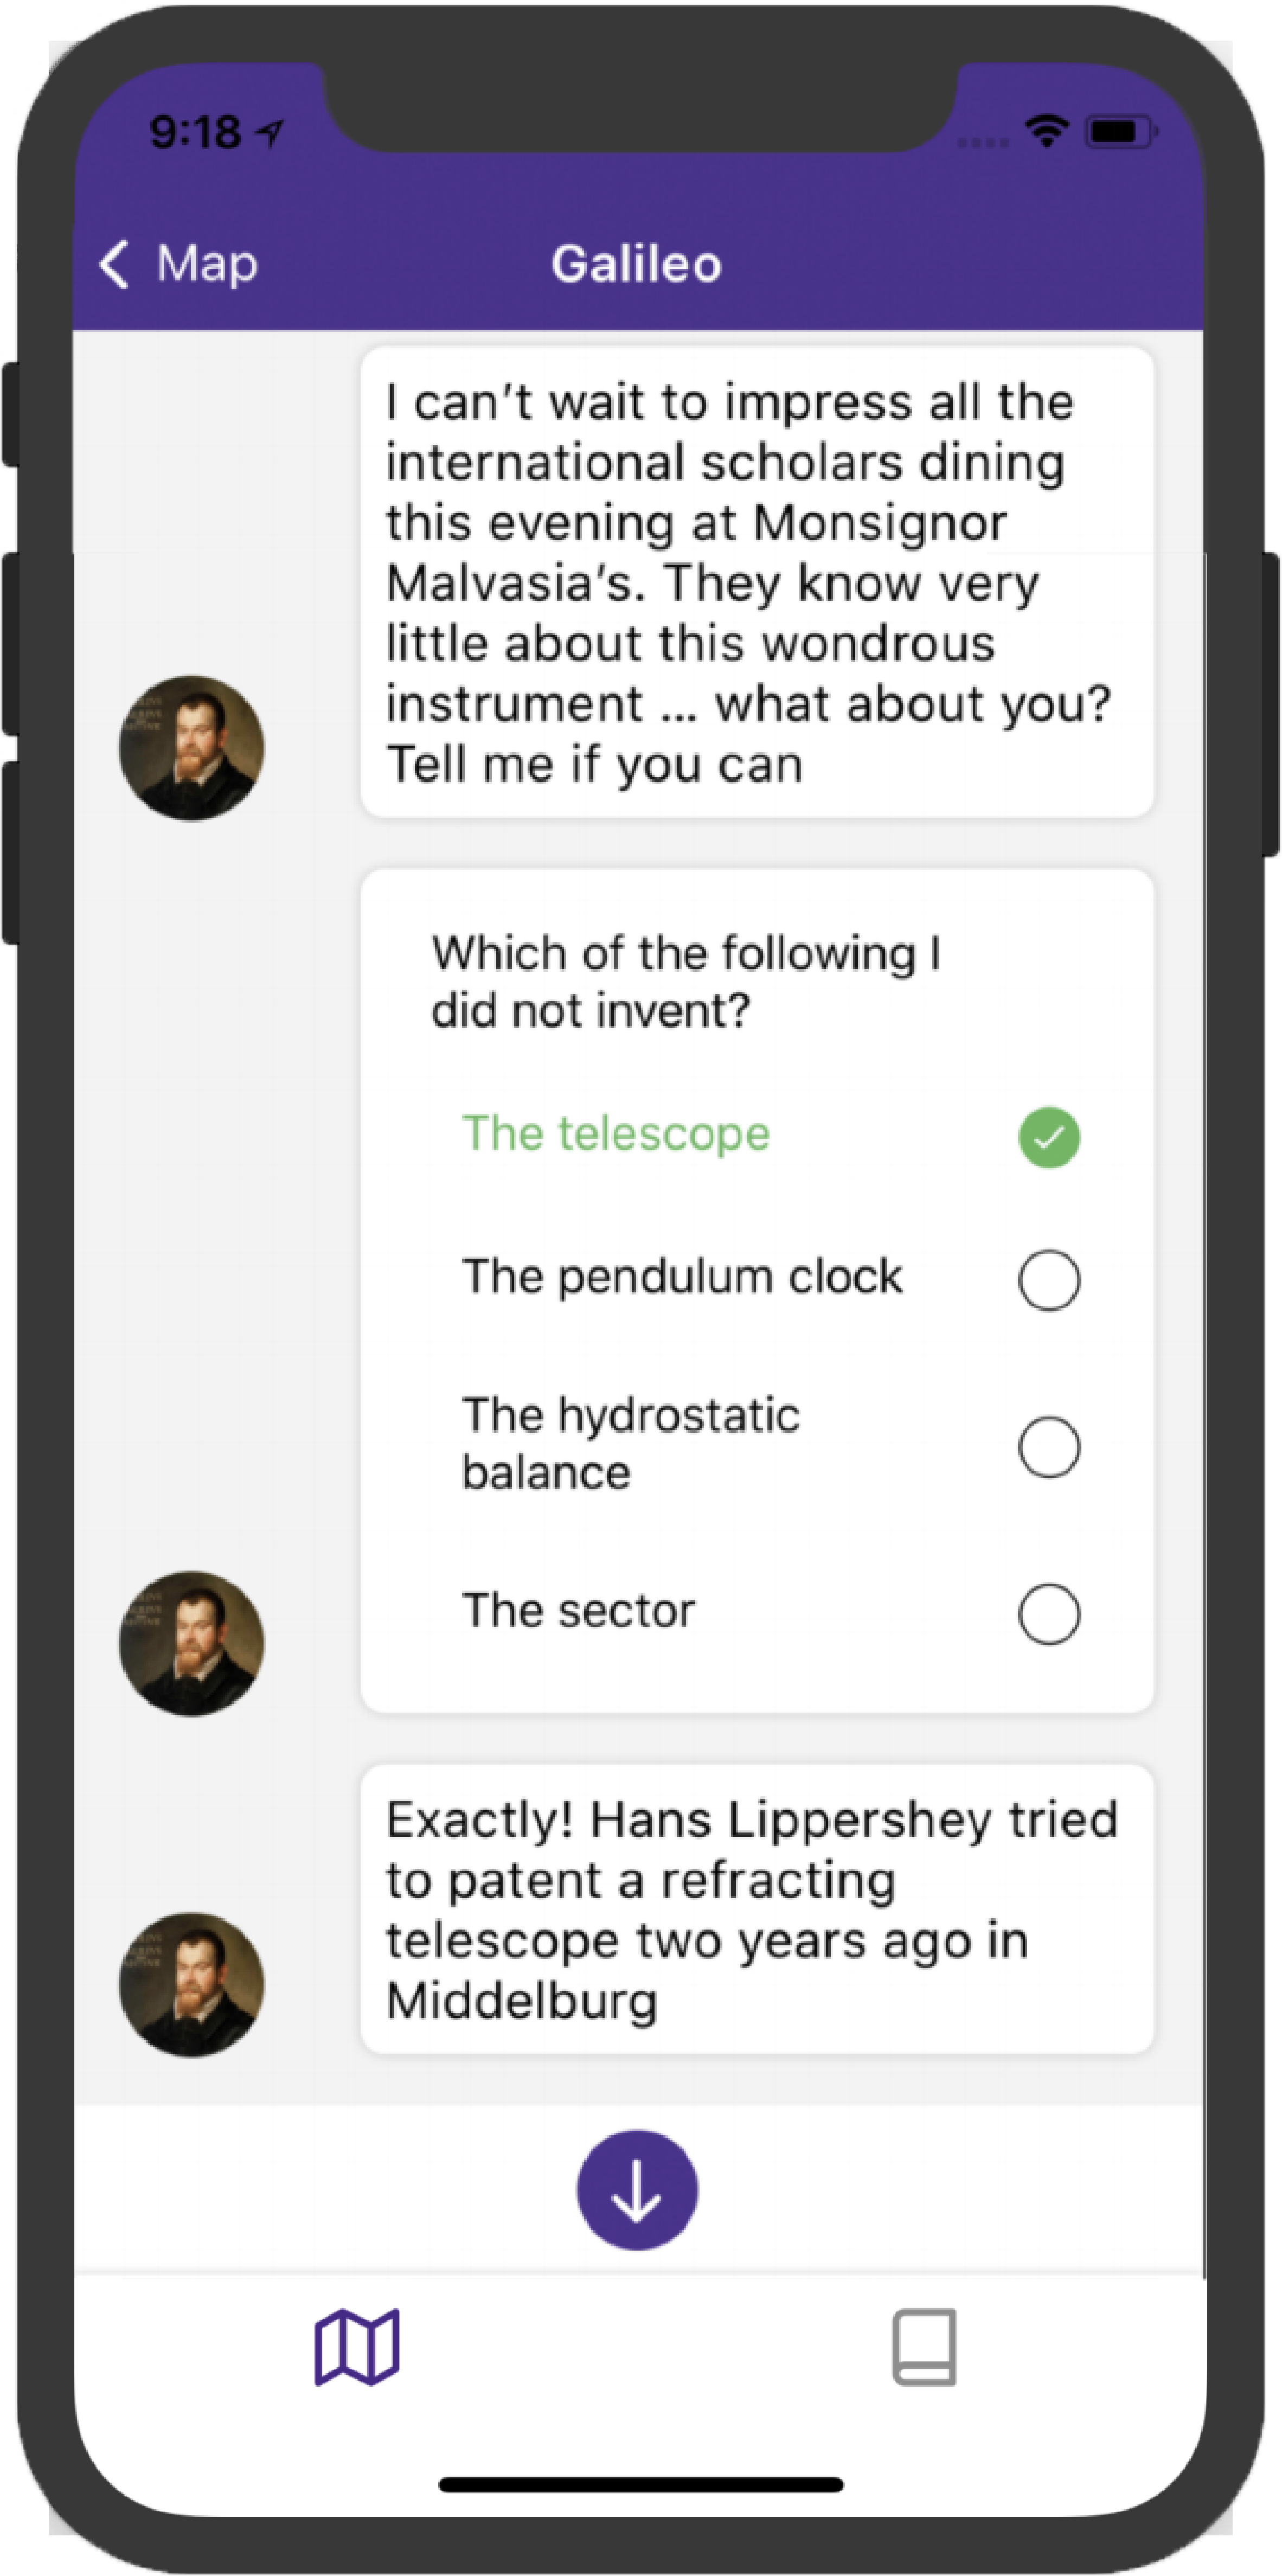 9:18
Map
Galileo
I can’t wait to impress all the
international scholars dining
this evening at Monsignor
Malvasia’s. They know very
little about this wondrous
instrument ... what about you?
Tell me if you can
Which of the following I
did not invent?
The telescope
The pendulum clock
The hydrostatic
balance
The sector
Exactly! Hans Lippershey tried
to patent a refracting
telescope two years ago in
Middelburg